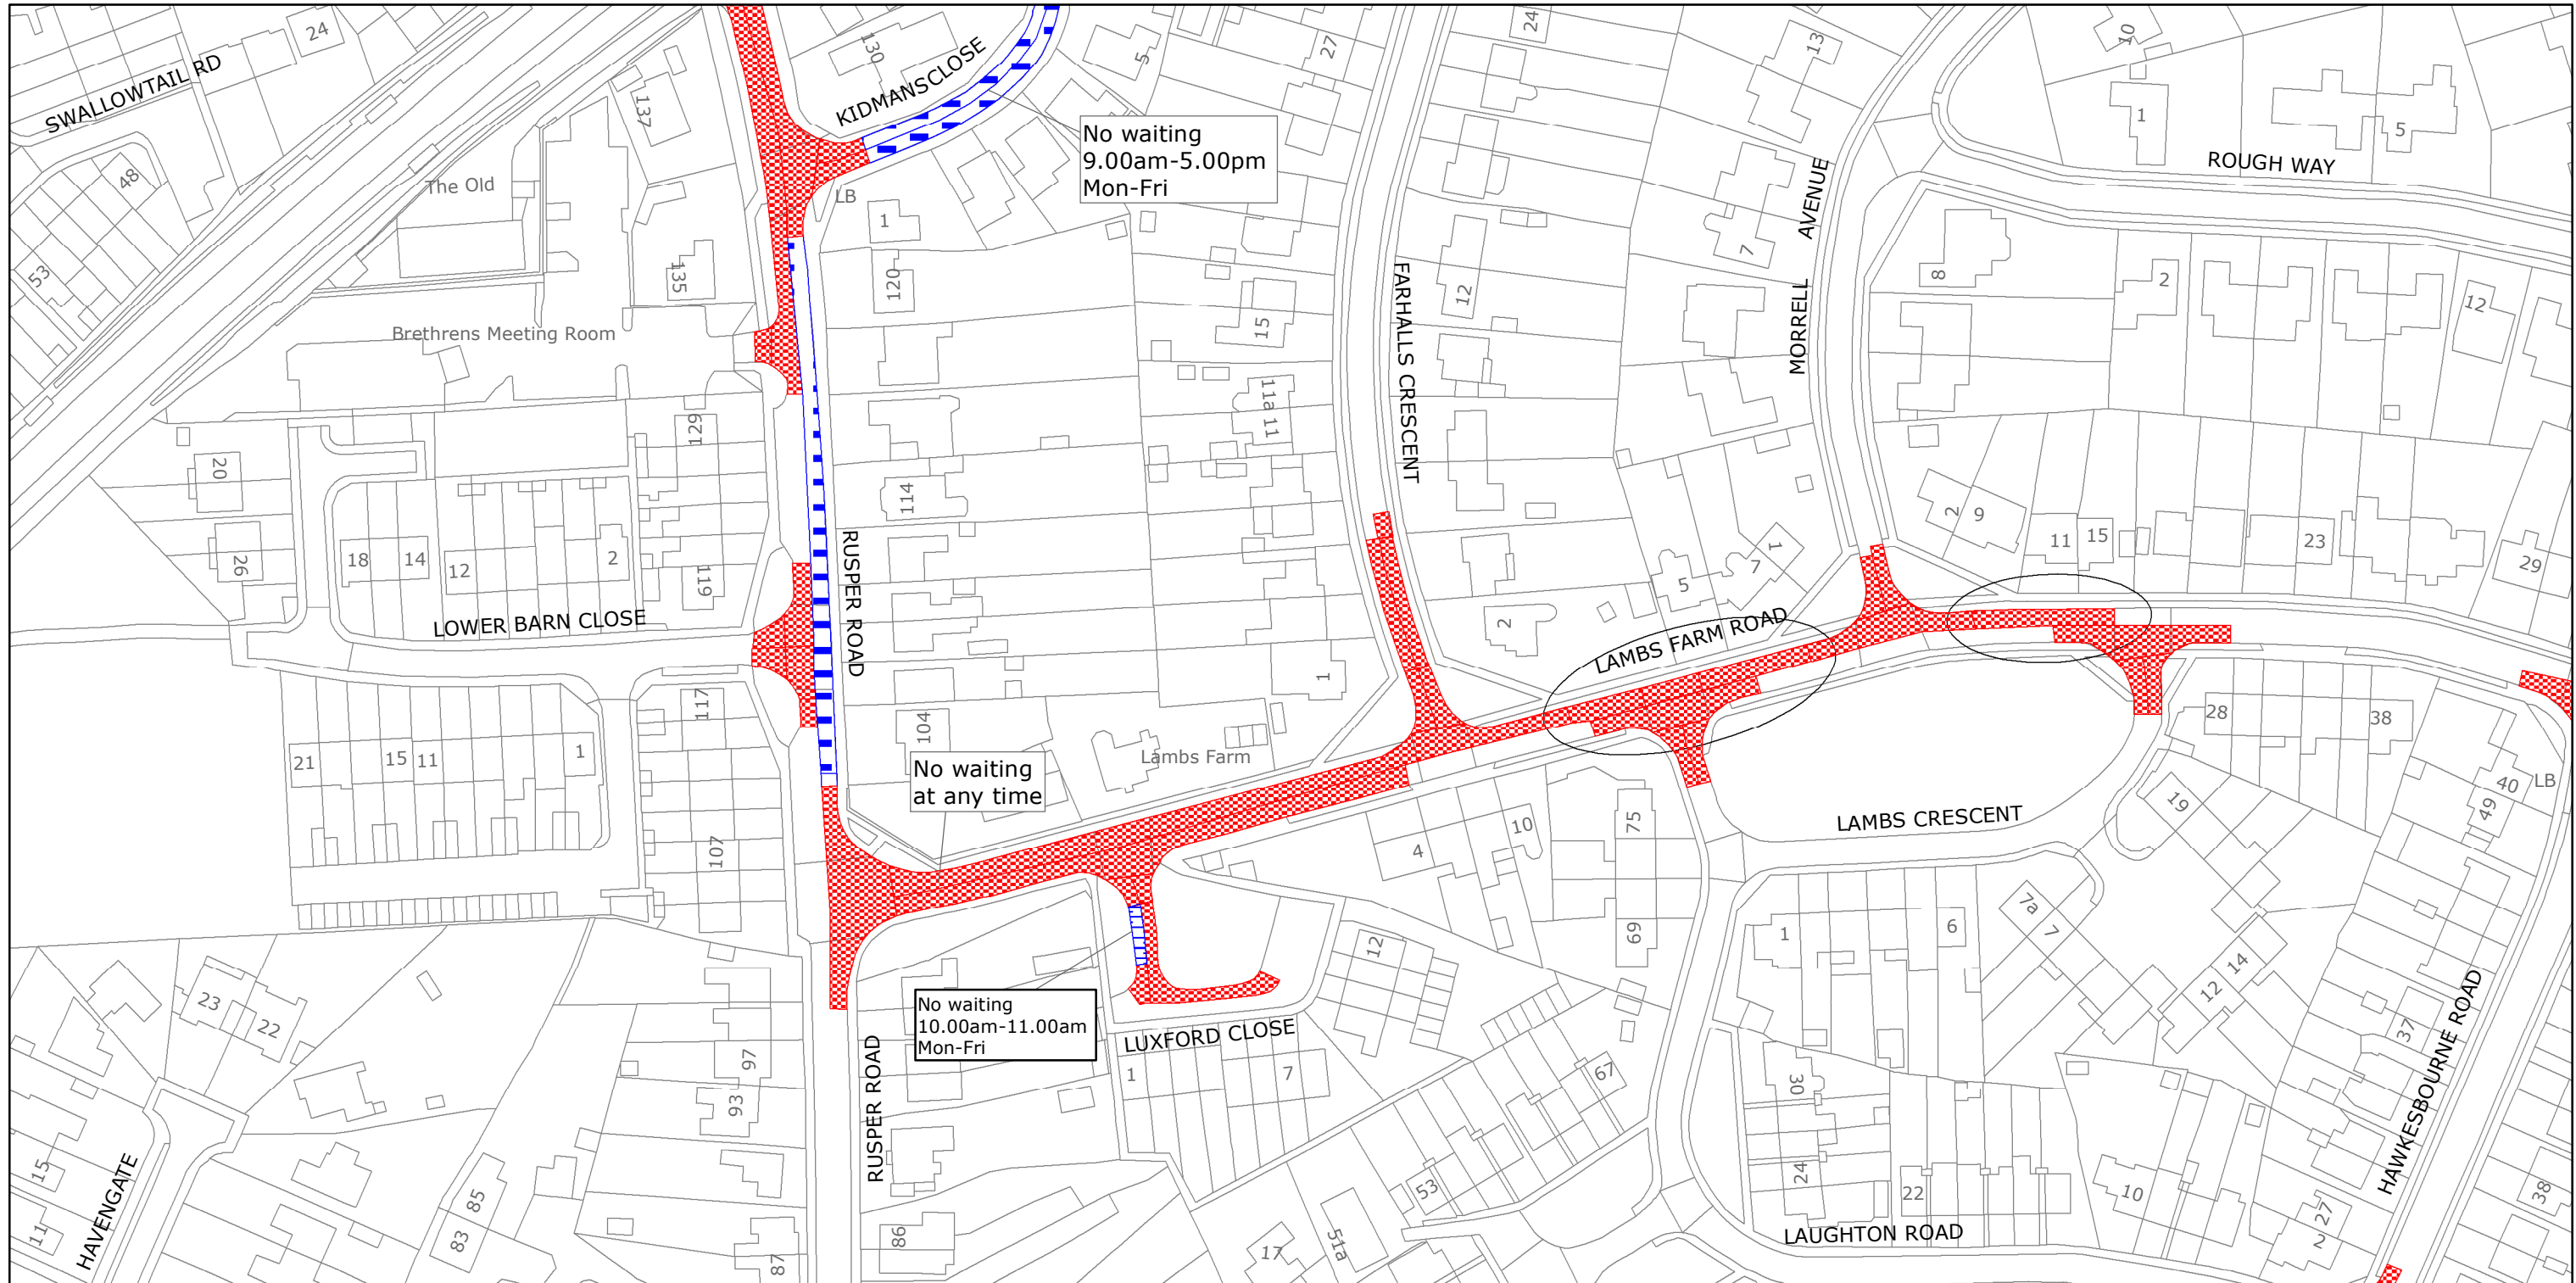 24
SWALLOWTAIL RD
48
53
The Old
137
135
Brethrens Meeting Room
130
KIDMANSCLOSE
5
No waiting
9.00am-5.00pm
Mon-Fri
LB
1
120
27
24
13
10
1
5
ROUGH WAY
MORRELL AVENUE
7
12
FARHALLS CRESCENT
15
11a 11
8
2
12
129
20
26
18
14
12
2
119
LOWER BARN CLOSE
114
RUSPER ROAD
2
9
11
15
23
29
1
7
5
2
LAMBS FARM ROAD
1
117
21
15
11
1
104
No waiting
at any time
Lambs Farm
28
38
40
LB
49
19
LAMBS CRESCENT
107
4
10
75
69
12
1
6
7a
7
14
12
37
HAWKESBOURNE ROAD
23
22
No waiting
10.00am-11.00am
Mon-Fri
LUXFORD CLOSE
1
7
RUSPER ROAD
97
93
67
30
24
53
51a
17
22
10
27
2
38
LAUGHTON ROAD
15
11
HAVENGATE
85
83
87
86